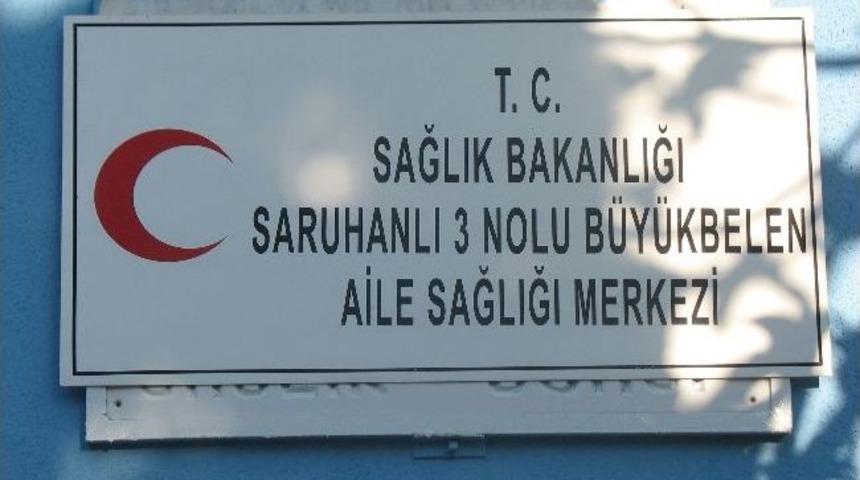 T. C.
SAĞLIK BAKANLIĞI
SARUHANLI 3 NOLU BÜYÜKBELEN
AİLE SAĞLIĞI MERKEZİ